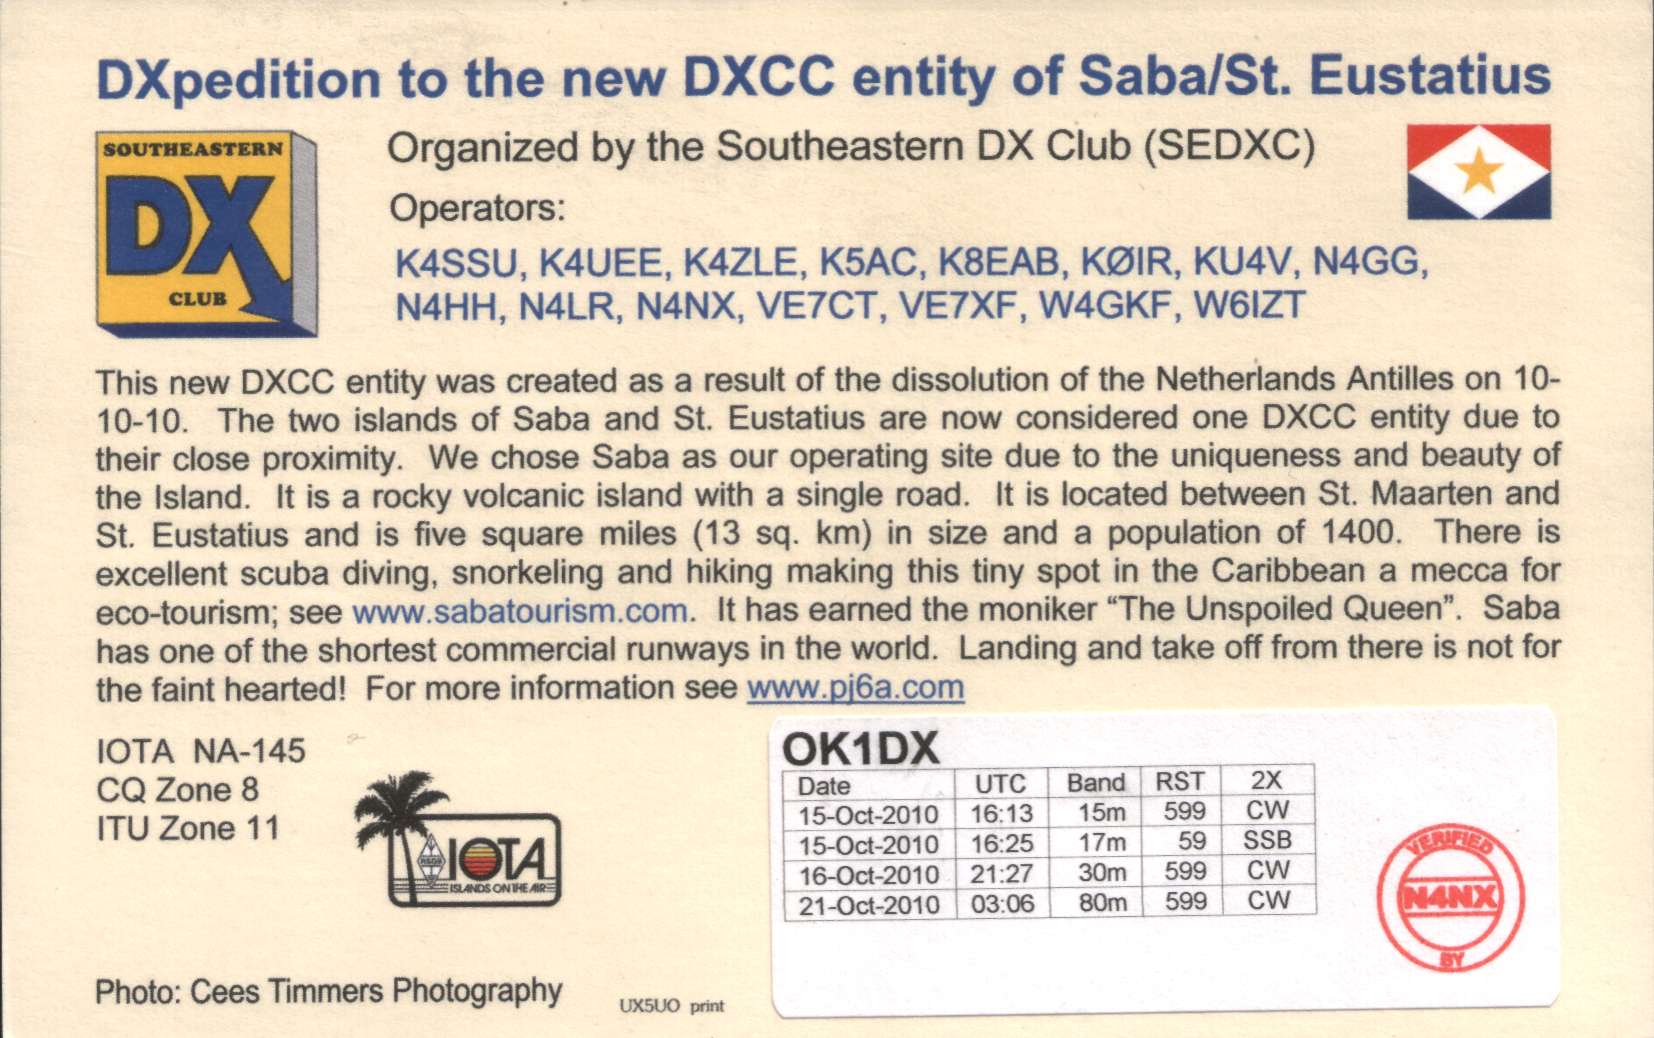 DXpedition to the new DXCC entity of Saba/St. Eustatius
SOUTHEASTERN
DX
CLUB
Organized by the Southeastern DX Club (SEDXC)
Operators:
K4SSU, K4UEE, K4ZLE, K5AC, K8EAB, KØIR, KU4V, N4GG,
N4HH, N4LR, N4NX, VE7CT, VE7XF, W4GKF, W6IZT
This new DXCC entity was created as a result of the dissolution of the Netherlands Antilles on 10-
10-10. The two islands of Saba and St. Eustatius are now considered one DXCC entity due to
their close proximity. We chose Saba as our operating site due to the uniqueness and beauty of
the Island. It is a rocky volcanic island with a single road. It is located between St. Maarten and
St. Eustatius and is five square miles (13 sq. km) in size and a population of 1400. There is
excellent scuba diving, snorkeling and hiking making this tiny spot in the Caribbean a mecca for
eco-tourism; see www.sabatourism.com. It has earned the moniker “The Unspoiled Queen”. Saba
has one of the shortest commercial runways in the world. Landing and take off from there is not for
the faint hearted! For more information see www.pj6a.com
IOTA NA-145
CQ Zone 8
ITU Zone 11
RSGB
IOTA
ISLANDS ON THE AIR
OK1DX
Date UTC Band RST 2X
15-Oct-2010 16:13 15m 599 CW
15-Oct-2010 16:25 17m 59 SSB
16-Oct-2010 21:27 30m 599 CW
21-Oct-2010 03:06 80m 599 CW
VERIFIED
N4NX
BY
Photo: Cees Timmers Photography
UX5UO print